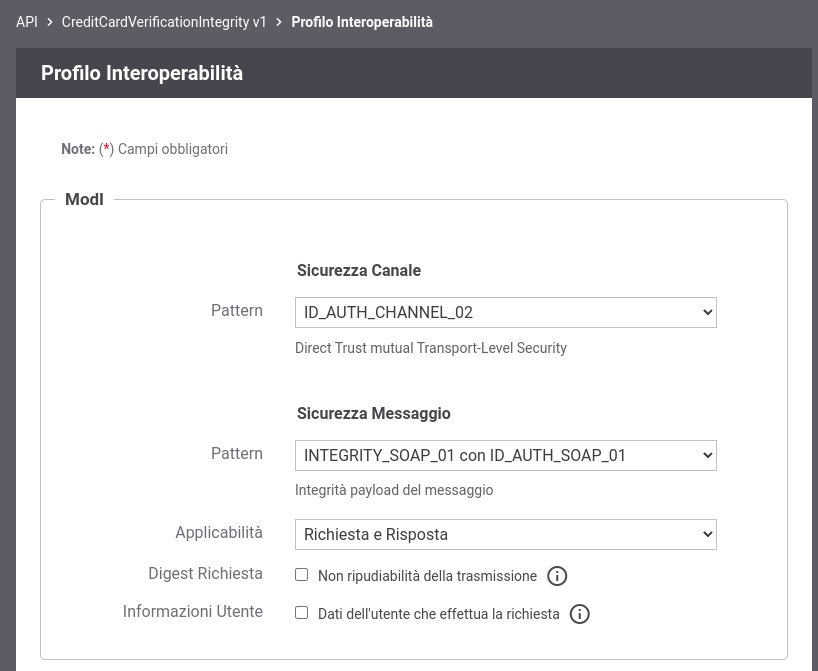 API > CreditCardVerificationIntegrity v1 > Profilo Interoperabilità
Profilo Interoperabilità
Note: (*) Campi obbligatori
ModI
Sicurezza Canale
Pattern ID_AUTH_CHANNEL_02
Direct Trust mutual Transport-Level Security
Sicurezza Messaggio
Pattern INTEGRITY_SOAP_01 con ID_AUTH_SOAP_01
Integrità payload del messaggio
Applicabilità Richiesta e Risposta
Digest Richiesta Non ripudiabilità della trasmissione
Informazioni Utente Dati dell'utente che effettua la richiesta